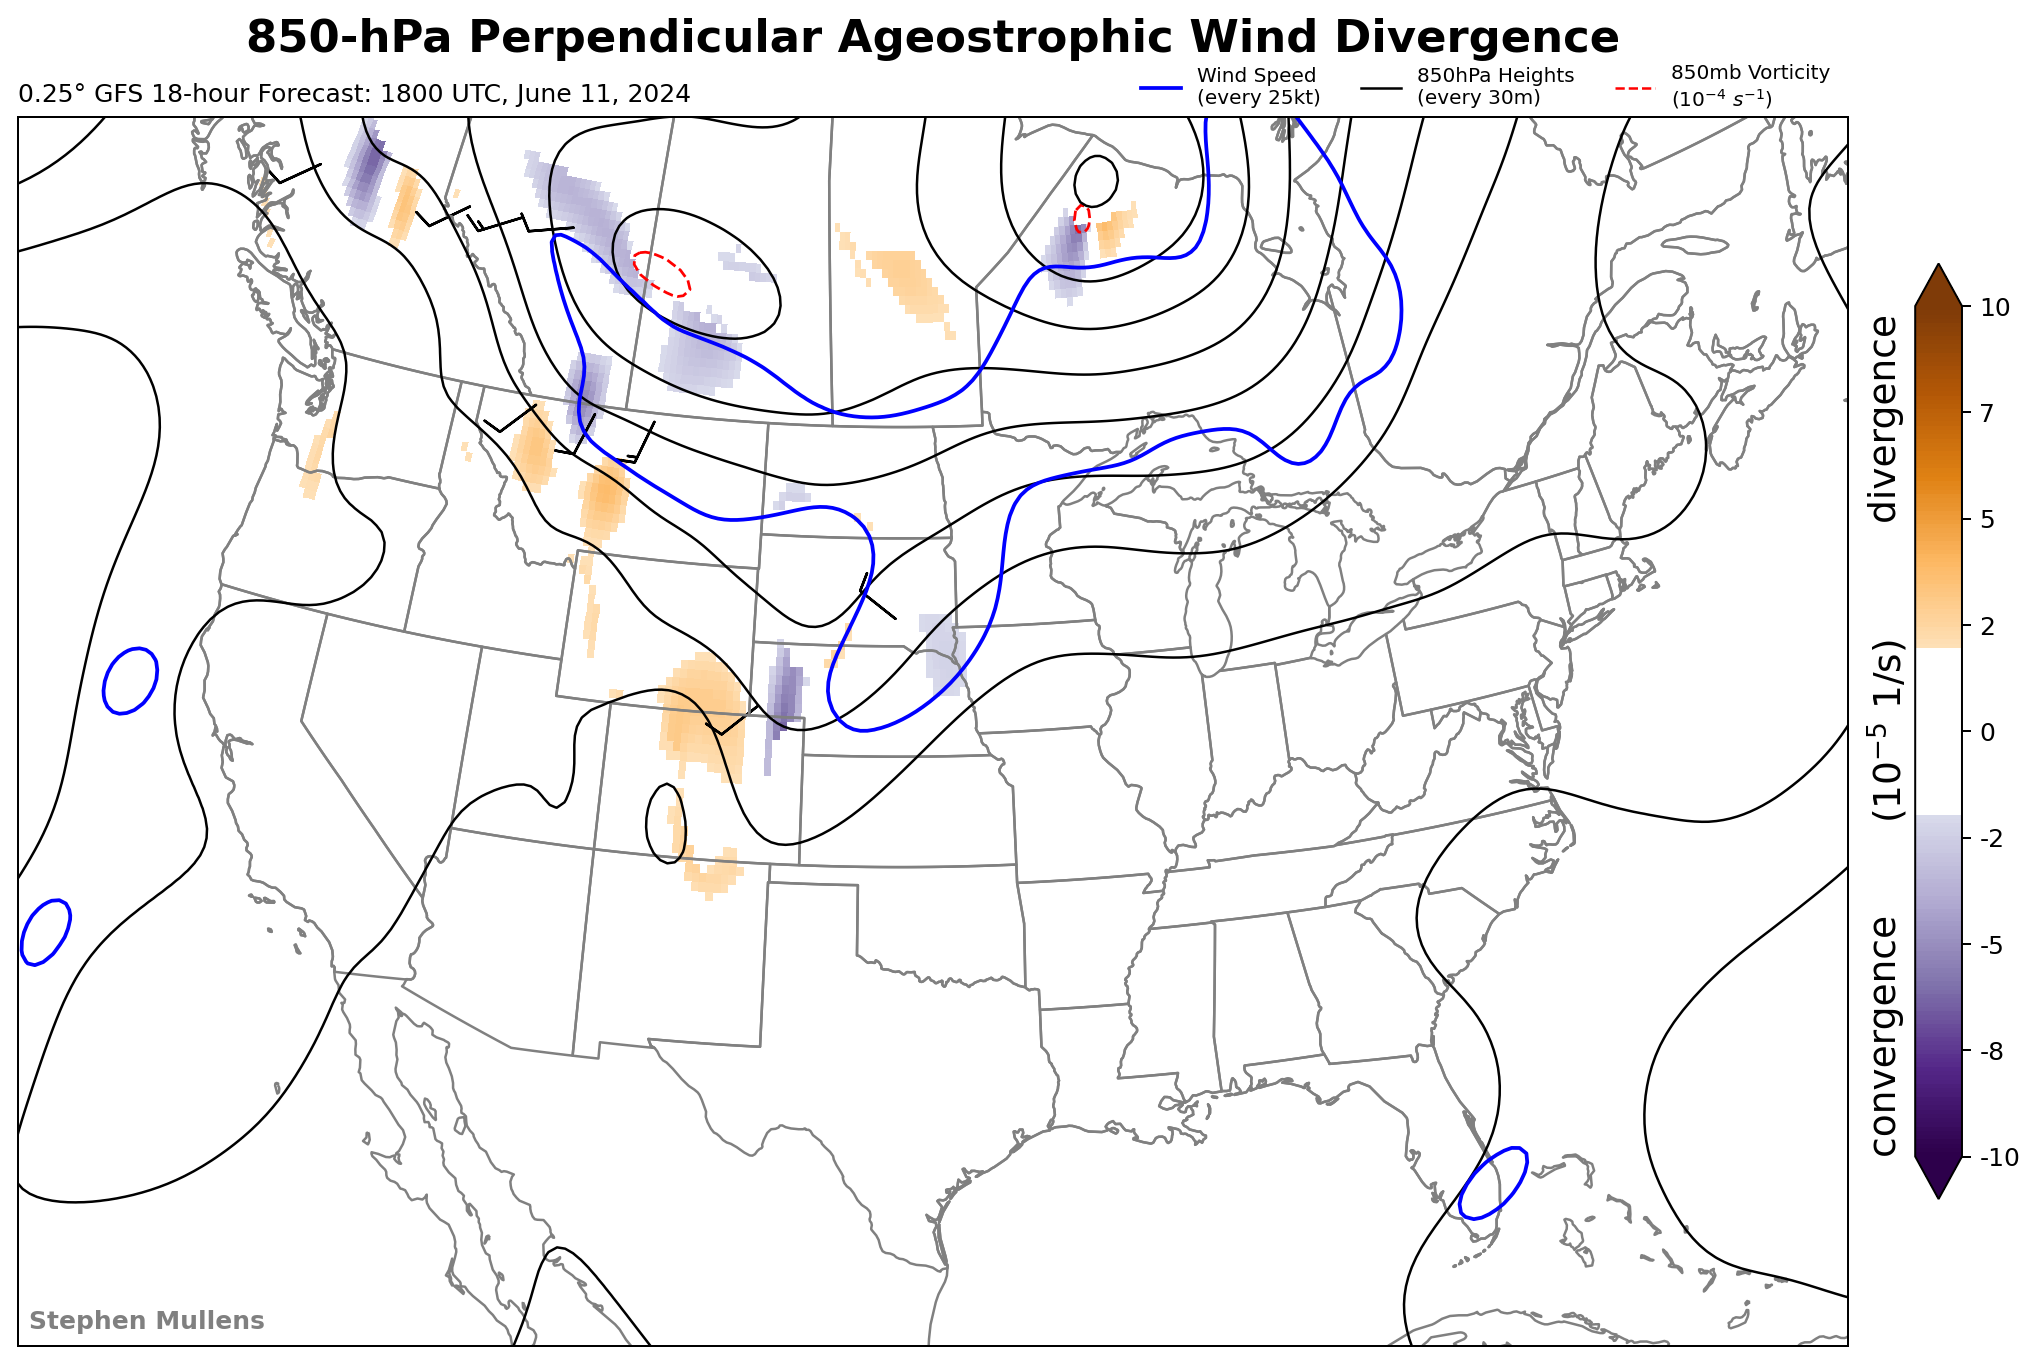 850-hPa Perpendicular Ageostrophic Wind Divergence
0.25° GFS 18-hour Forecast: 1800 UTC, June 11, 2024
Wind Speed
(every 25kt)
850hPa Heights
(every 30m)
850mb Vorticity
(10⁻⁴ s⁻¹)
10
7
5
2
0
-2
-5
-8
-10
convergence (10⁻⁵ 1/s) divergence
Stephen Mullens